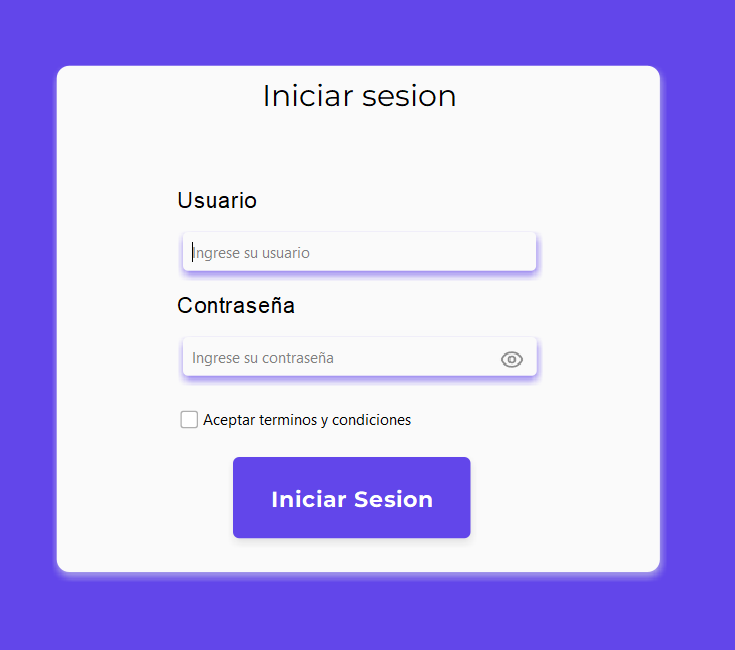 Iniciar sesion
Usuario
Ingrese su usuario
Contraseña
Ingrese su contraseña
Aceptar terminos y condiciones
Iniciar Sesion